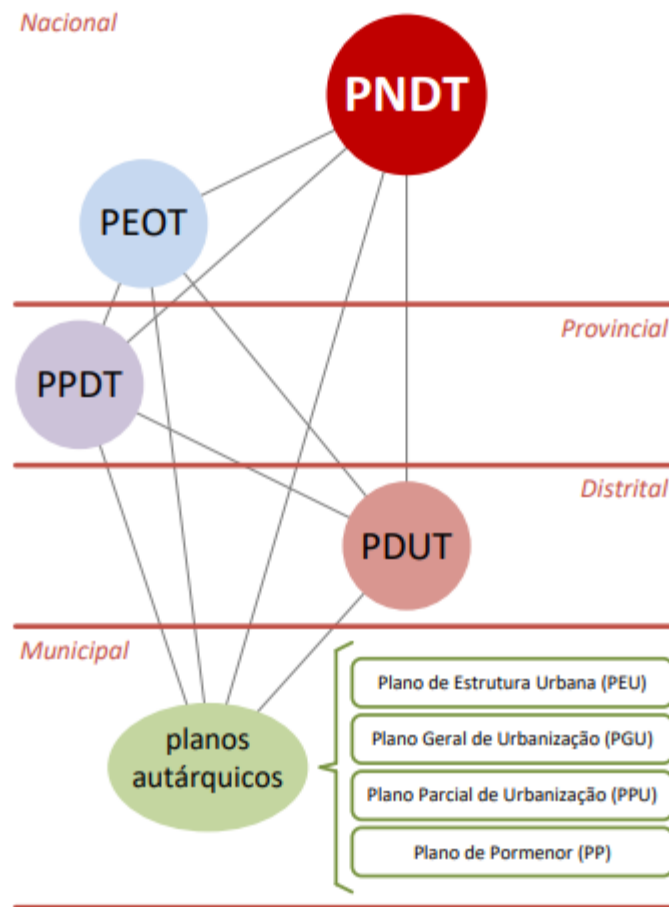 Nacional
PNDT
PEOT
Provincial
PPDT
Distrital
PDUT
Municipal
planos
autárquicos
Plano de Estrutura Urbana (PEU)
Plano Geral de Urbanização (PGU)
Plano Parcial de Urbanização (PPU)
Plano de Pormenor (PP)